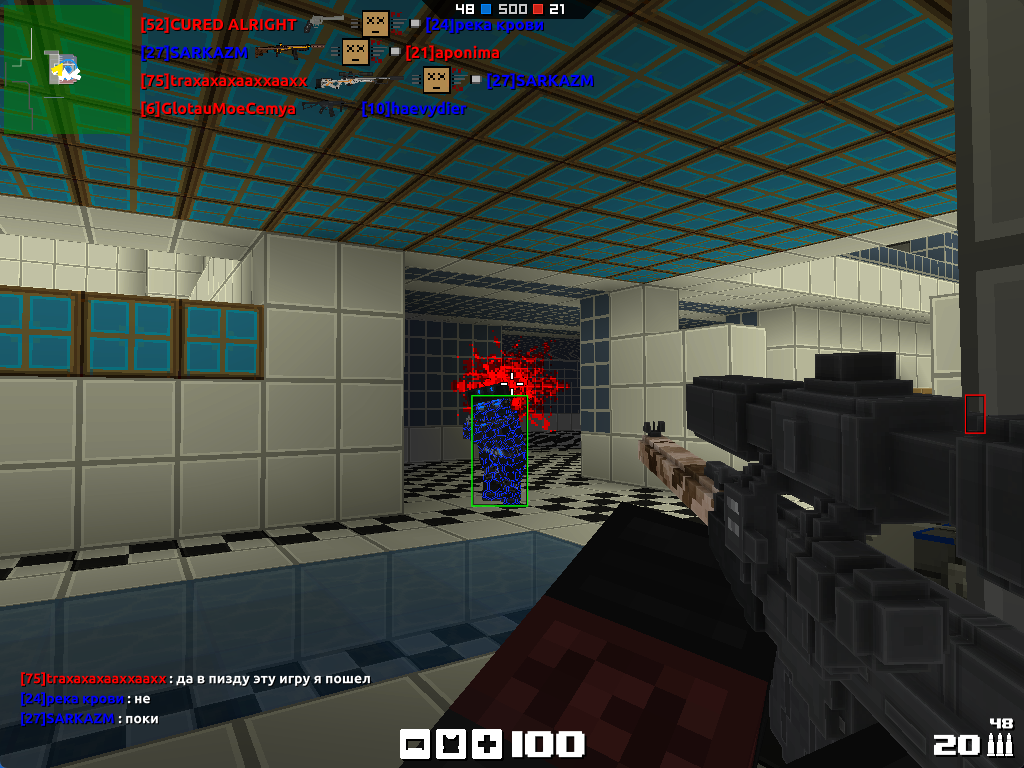 48 500 21
[52]CURED ALRIGHT [24]река крови
[27]SARKAZM [21]aponima
[75]traxaxaxaaxxaaxx [27]SARKAZM
[6]GlotauMoeCemya [10]haevydier
[75]traxaxaxaaxxaaxx : да в пизду эту игру я пошел
[24]река крови : не
[27]SARKAZM : поки
48
100 20